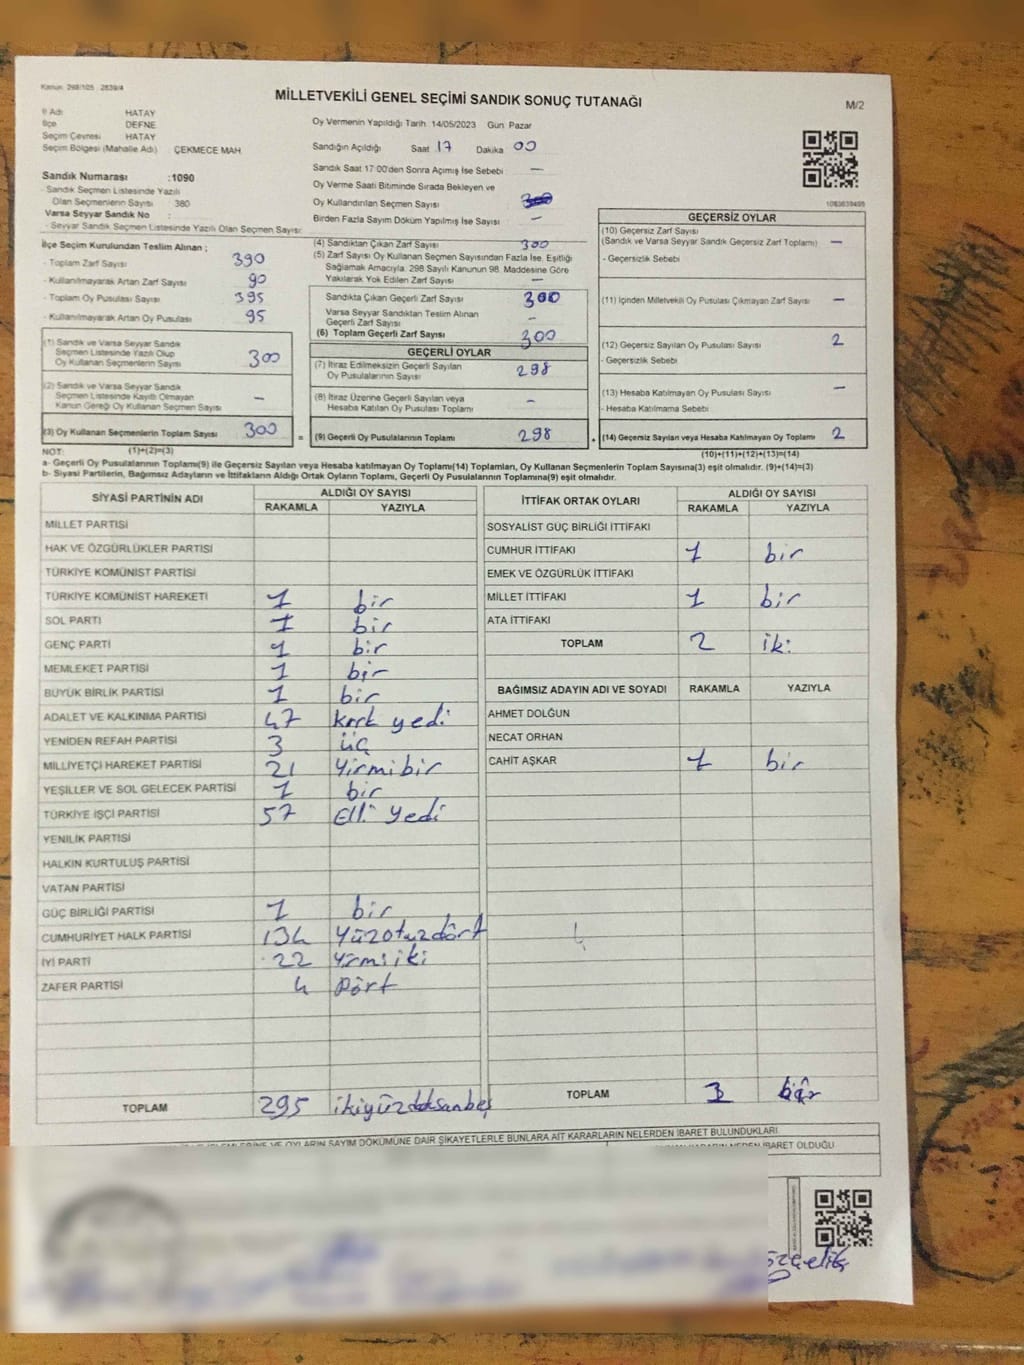 Kanun: 298/105 2839/4
MİLLETVEKİLİ GENEL SEÇİMİ SANDIK SONUÇ TUTANAĞI
M/2
İl Adı HATAY
İlçe DEFNE
Seçim Çevresi HATAY
Seçim Bölgesi (Mahalle Adı) ÇEKMECE MAH.
Oy Vermenin Yapıldığı Tarih 14/05/2023 Gün Pazar
Sandığın Açıldığı Saat 17 Dakika 00
Sandık Saat 17:00'den Sonra Açılmış İse Sebebi —
Oy Verme Saati Bitiminde Sırada Bekleyen ve
Oy Kullandırılan Seçmen Sayısı
Birden Fazla Sayım Döküm Yapılmış İse Sayısı —
Sandık Numarası :1090
- Sandık Seçmen Listesinde Yazılı
Olan Seçmenlerin Sayısı : 380
Varsa Seyyar Sandık No :
- Seyyar Sandık Seçmen Listesinde Yazılı Olan Seçmen Sayısı:
İlçe Seçim Kurulundan Teslim Alınan ;
- Toplam Zarf Sayısı 390
- Kullanılmayarak Artan Zarf Sayısı 90
- Toplam Oy Pusulası Sayısı 395
- Kullanılmayarak Artan Oy Pusulası 95
(1) Sandık ve Varsa Seyyar Sandık
Seçmen Listesinde Yazılı Olup
Oy Kullanan Seçmenlerin Sayısı 300
(2) Sandık ve Varsa Seyyar Sandık
Seçmen Listesinde Kayıtlı Olmayan
Kanun Gereği Oy Kullanan Seçmen Sayısı —
(3) Oy Kullanan Seçmenlerin Toplam Sayısı 300
(4) Sandıktan Çıkan Zarf Sayısı 300
(5) Zarf Sayısı Oy Kullanan Seçmen Sayısından Fazla İse, Eşitliği
Sağlamak Amacıyla, 298 Sayılı Kanunun 98. Maddesine Göre
Yakılarak Yok Edilen Zarf Sayısı —
Sandıkta Çıkan Geçerli Zarf Sayısı 300
Varsa Seyyar Sandıktan Teslim Alınan
Geçerli Zarf Sayısı —
(6) Toplam Geçerli Zarf Sayısı 300
GEÇERLİ OYLAR
(7) İtiraz Edilmeksizin Geçerli Sayılan
Oy Pusulalarının Sayısı 298
(8) İtiraz Üzerine Geçerli Sayılan veya
Hesaba Katılan Oy Pusulası Toplamı —
= (9) Geçerli Oy Pusulalarının Toplamı 298
1083639495
GEÇERSİZ OYLAR
(10) Geçersiz Zarf Sayısı
(Sandık ve Varsa Seyyar Sandık Geçersiz Zarf Toplamı) —
- Geçersizlik Sebebi
(11) İçinden Milletvekili Oy Pusulası Çıkmayan Zarf Sayısı —
(12) Geçersiz Sayılan Oy Pusulası Sayısı 2
- Geçersizlik Sebebi
(13) Hesaba Katılmayan Oy Pusulası Sayısı —
- Hesaba Katılmama Sebebi
+ (14) Geçersiz Sayılan veya Hesaba Katılmayan Oy Toplamı 2
NOT: (1)+(2)=(3)
(10)+(11)+(12)+(13)=(14)
a- Geçerli Oy Pusulalarının Toplamı(9) ile Geçersiz Sayılan veya Hesaba katılmayan Oy Toplamı(14) Toplamları, Oy Kullanan Seçmenlerin Toplam Sayısına(3) eşit olmalıdır. (9)+(14)=(3)
b- Siyasi Partilerin, Bağımsız Adayların ve İttifakların Aldığı Ortak Oyların Toplamı, Geçerli Oy Pusulalarının Toplamına(9) eşit olmalıdır.
SİYASİ PARTİNİN ADI ALDIĞI OY SAYISI
RAKAMLA YAZIYLA
MİLLET PARTİSİ
HAK VE ÖZGÜRLÜKLER PARTİSİ
TÜRKİYE KOMÜNİST PARTİSİ
TÜRKİYE KOMÜNİST HAREKETİ 1 bir
SOL PARTİ 1 bir
GENÇ PARTİ 1 bir
MEMLEKET PARTİSİ 1 bir
BÜYÜK BİRLİK PARTİSİ 1 bir
ADALET VE KALKINMA PARTİSİ 47 kırk yedi
YENİDEN REFAH PARTİSİ 3 üç
MİLLİYETÇİ HAREKET PARTİSİ 21 Yirmibir
YEŞİLLER VE SOL GELECEK PARTİSİ 1 bir
TÜRKİYE İŞÇİ PARTİSİ 57 Elli yedi
YENİLİK PARTİSİ
HALKIN KURTULUŞ PARTİSİ
VATAN PARTİSİ
GÜÇ BİRLİĞİ PARTİSİ 1 bir
CUMHURİYET HALK PARTİSİ 134 Yüzotuzdört
İYİ PARTİ 22 Yirmiiki
ZAFER PARTİSİ 4 Dört
TOPLAM 295 ikiyüzdoksanbeş
İTTİFAK ORTAK OYLARI ALDIĞI OY SAYISI
RAKAMLA YAZIYLA
SOSYALİST GÜÇ BİRLİĞİ İTTİFAKI
CUMHUR İTTİFAKI 1 bir
EMEK VE ÖZGÜRLÜK İTTİFAKI
MİLLET İTTİFAKI 1 bir
ATA İTTİFAKI
TOPLAM 2 iki
BAĞIMSIZ ADAYIN ADI VE SOYADI RAKAMLA YAZIYLA
AHMET DOLĞUN
NECAT ORHAN
CAHİT AŞKAR 1 bir
TOPLAM
OYLARIN SAYIM DÖKÜMÜNE DAİR ŞİKAYETLERLE BUNLARA AİT KARARLARIN NELERDEN İBARET BULUNDUKLARI.
İBARET OLDUĞU